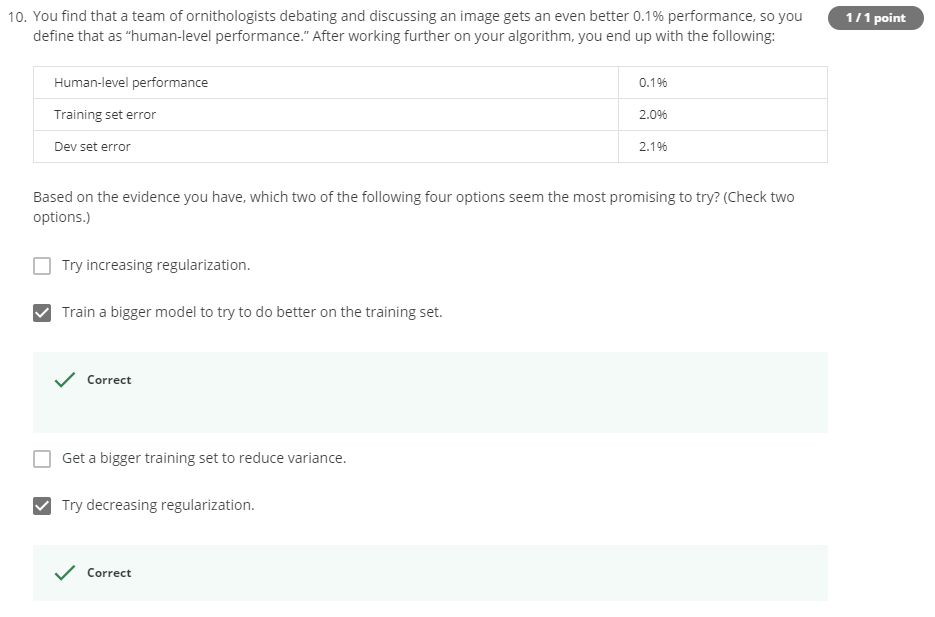 10. You find that a team of ornithologists debating and discussing an image gets an even better 0.1% performance, so you
1 / 1 point
define that as “human-level performance.” After working further on your algorithm, you end up with the following:
Human-level performance 0.1%
Training set error 2.0%
Dev set error 2.1%
Based on the evidence you have, which two of the following four options seem the most promising to try? (Check two
options.)
Try increasing regularization.
Train a bigger model to try to do better on the training set.
Correct
Get a bigger training set to reduce variance.
Try decreasing regularization.
Correct